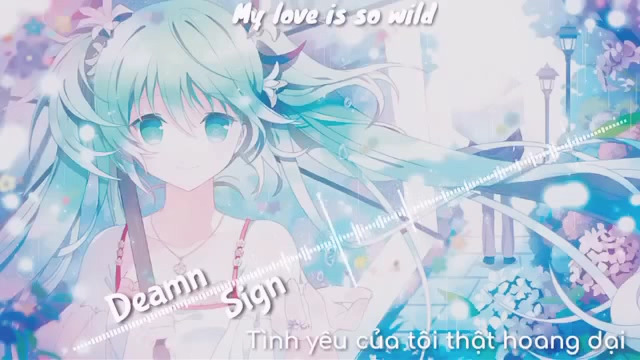 My love is so wild
Deamn
Sign
Tình yêu của tôi thật hoang dại